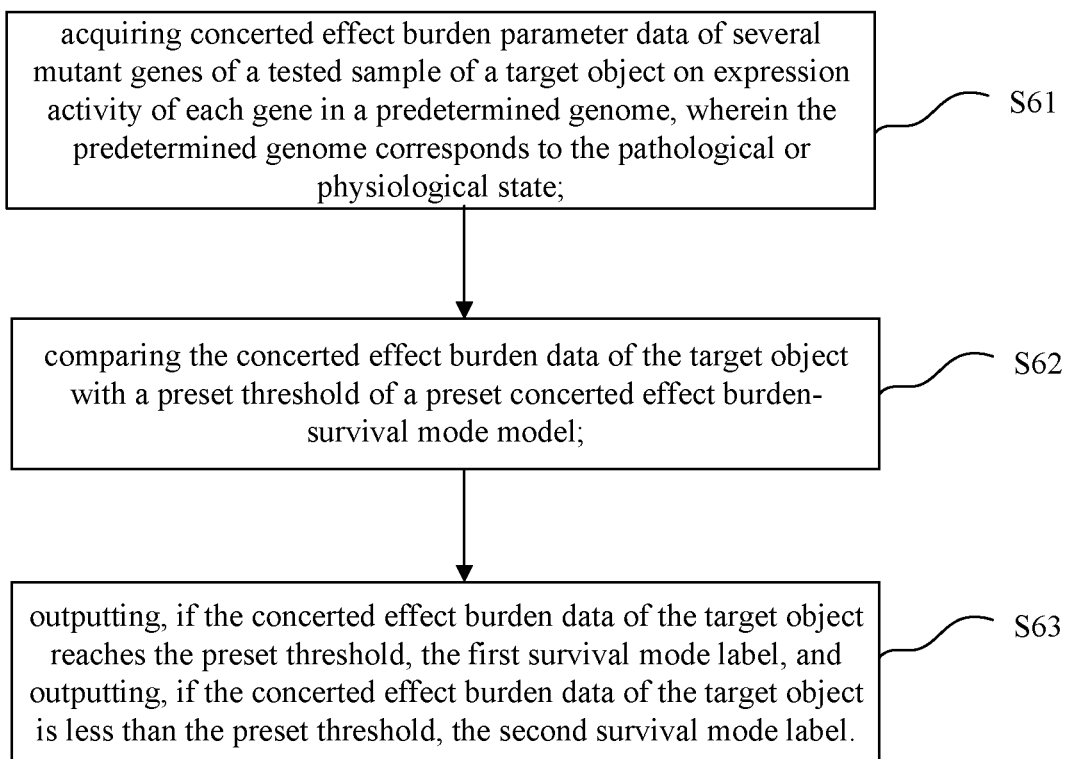 acquiring concerted effect burden parameter data of several
mutant genes of a tested sample of a target object on expression
activity of each gene in a predetermined genome, wherein the
predetermined genome corresponds to the pathological or
physiological state;
S61
comparing the concerted effect burden data of the target object
with a preset threshold of a preset concerted effect burden-
survival mode model;
S62
outputting, if the concerted effect burden data of the target object
reaches the preset threshold, the first survival mode label, and
outputting, if the concerted effect burden data of the target object
is less than the preset threshold, the second survival mode label.
S63